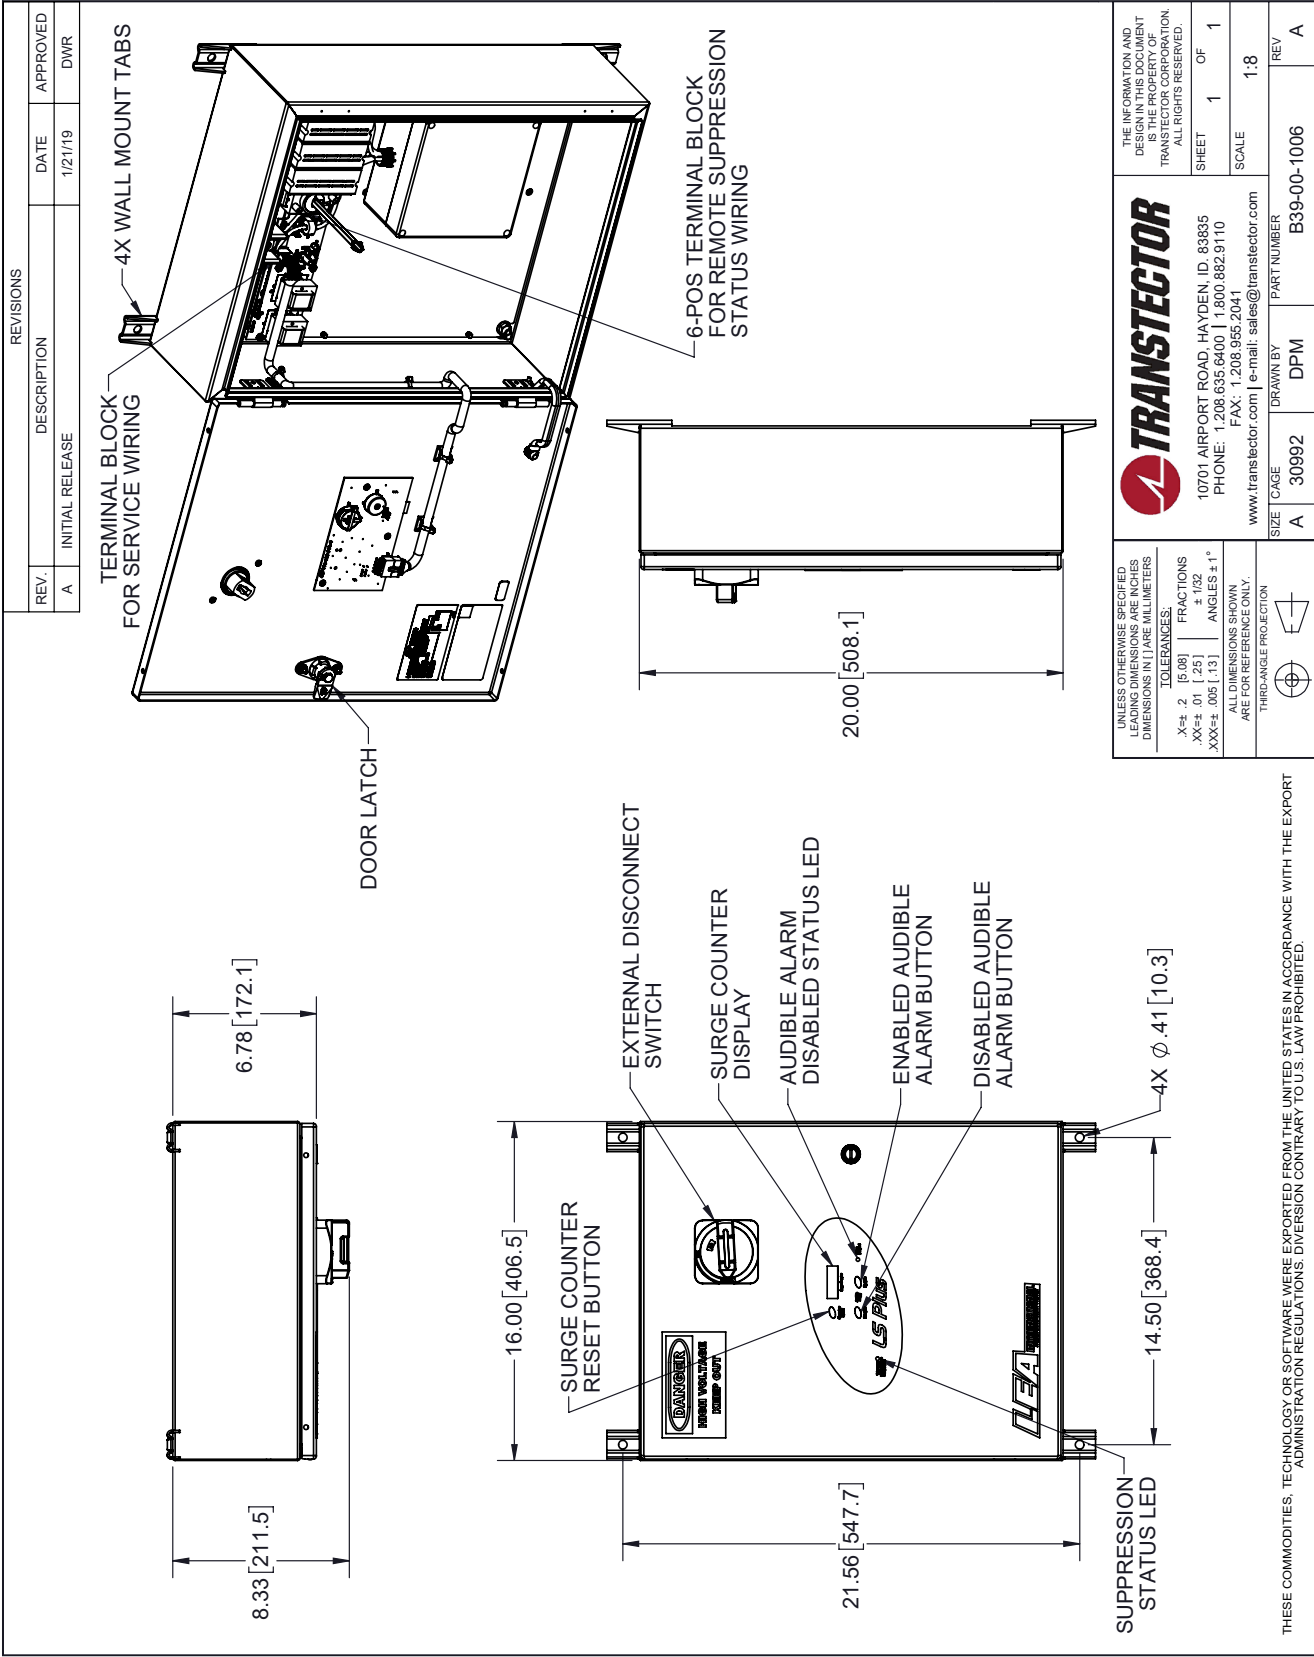 REVISIONS
REV. DESCRIPTION DATE APPROVED
A INITIAL RELEASE 1/21/19 DWR
8.33 [211.5]
6.78 [172.1]
TERMINAL BLOCK
FOR SERVICE WIRING
4X WALL MOUNT TABS
DOOR LATCH
6-POS TERMINAL BLOCK
FOR REMOTE SUPPRESSION
STATUS WIRING
16.00 [406.5]
SURGE COUNTER
RESET BUTTON
EXTERNAL DISCONNECT
SWITCH
SURGE COUNTER
DISPLAY
AUDIBLE ALARM
DISABLED STATUS LED
ENABLED AUDIBLE
ALARM BUTTON
DISABLED AUDIBLE
ALARM BUTTON
4X Ø .41 [10.3]
DANGER
HIGH VOLTAGE
KEEP OUT
LS Plus
LEA
21.56 [547.7]
14.50 [368.4]
SUPPRESSION
STATUS LED
20.00 [508.1]
THESE COMMODITIES, TECHNOLOGY OR SOFTWARE WERE EXPORTED FROM THE UNITED STATES IN ACCORDANCE WITH THE EXPORT
ADMINISTRATION REGULATIONS. DIVERSION CONTRARY TO U.S. LAW PROHIBITED.
UNLESS OTHERWISE SPECIFIED
LEADING DIMENSIONS ARE INCHES
DIMENSIONS IN [ ] ARE MILLIMETERS
TOLERANCES:
.X=± .2 [5.08] FRACTIONS
.XX=± .01 [.25] ± 1/32
.XXX=± .005 [.13] ANGLES ± 1°
ALL DIMENSIONS SHOWN
ARE FOR REFERENCE ONLY.
THIRD-ANGLE PROJECTION
TRANSTECTOR
10701 AIRPORT ROAD, HAYDEN, ID. 83835
PHONE: 1.208.635.6400 | 1.800.882.9110
FAX: 1.208.955.2041
www.transtector.com | e-mail: sales@transtector.com
THE INFORMATION AND
DESIGN IN THIS DOCUMENT
IS THE PROPERTY OF
TRANSTECTOR CORPORATION.
ALL RIGHTS RESERVED.
SHEET 1 OF 1
SCALE 1:8
SIZE A
CAGE 30992
DRAWN BY DPM
PART NUMBER B39-00-1006
REV A